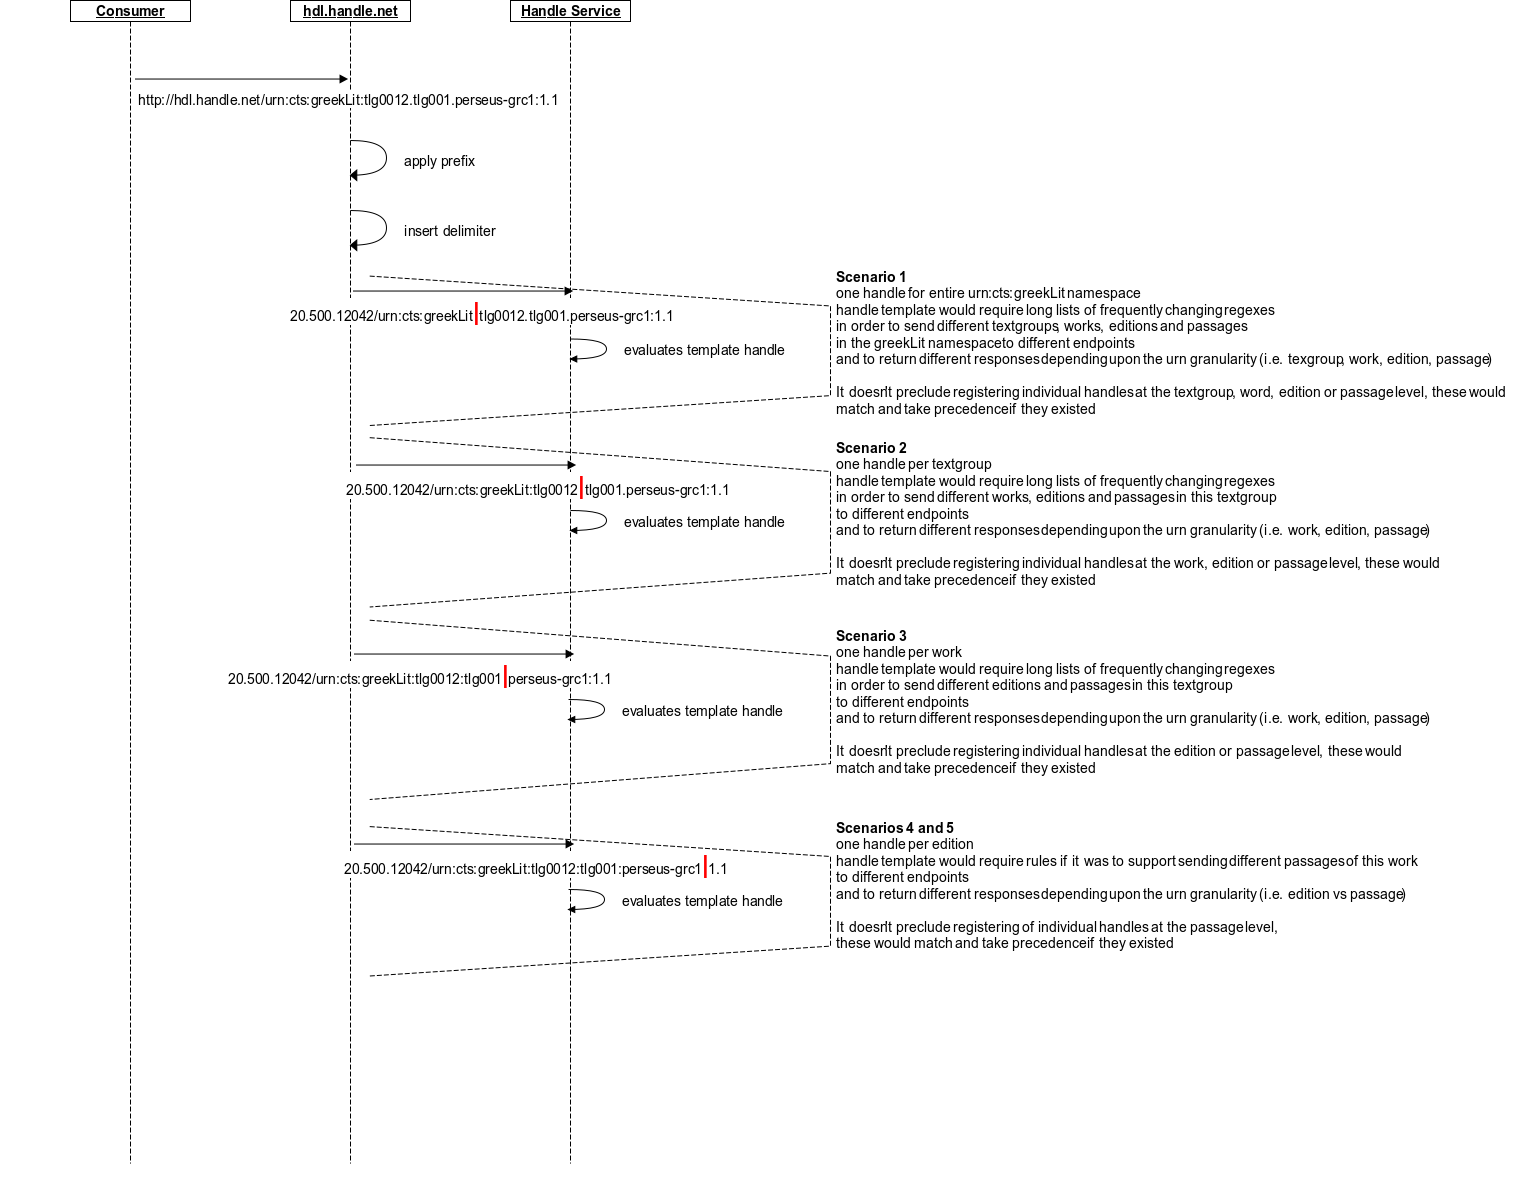 Consumer
hdl.handle.net
Handle Service
http://hdl.handle.net/urn:cts:greekLit:tlg0012.tlg001.perseus-grc1:1.1
apply prefix
insert delimiter
20.500.12042/urn:cts:greekLit|tlg0012.tlg001.perseus-grc1:1.1
evaluates template handle
Scenario 1
one handle for entire urn:cts:greekLit namespace
handle template would require long lists of frequently changing regexes
in order to send different textgroups, works, editions and passages
in the greekLit namespace to different endpoints
and to return different responses depending upon the urn granularity (i.e. texgroup, work, edition, passage)
It doesn't preclude registering individual handles at the textgroup, word, edition or passage level, these would
match and take precedence if they existed
20.500.12042/urn:cts:greekLit:tlg0012|tlg001.perseus-grc1:1.1
evaluates template handle
Scenario 2
one handle per textgroup
handle template would require long lists of frequently changing regexes
in order to send different works, editions and passages in this textgroup
to different endpoints
and to return different responses depending upon the urn granularity (i.e. work, edition, passage)
It doesn't preclude registering individual handles at the work, edition or passage level, these would
match and take precedence if they existed
20.500.12042/urn:cts:greekLit:tlg0012:tlg001|perseus-grc1:1.1
evaluates template handle
Scenario 3
one handle per work
handle template would require long lists of frequently changing regexes
in order to send different editions and passages in this textgroup
to different endpoints
and to return different responses depending upon the urn granularity (i.e. work, edition, passage)
It doesn't preclude registering individual handles at the edition or passage level, these would
match and take precedence if they existed
20.500.12042/urn:cts:greekLit:tlg0012:tlg001:perseus-grc1|1.1
evaluates template handle
Scenarios 4 and 5
one handle per edition
handle template would require rules if it was to support sending different passages of this work
to different endpoints
and to return different responses depending upon the urn granularity (i.e. edition vs passage)
It doesn't preclude registering of individual handles at the passage level,
these would match and take precedence if they existed